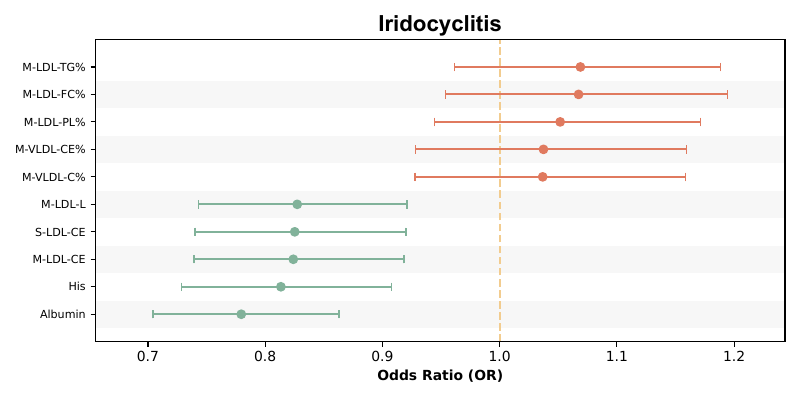 Iridocyclitis
M-LDL-TG%
M-LDL-FC%
M-LDL-PL%
M-VLDL-CE%
M-VLDL-C%
M-LDL-L
S-LDL-CE
M-LDL-CE
His
Albumin
0.7 0.8 0.9 1.0 1.1 1.2
Odds Ratio (OR)